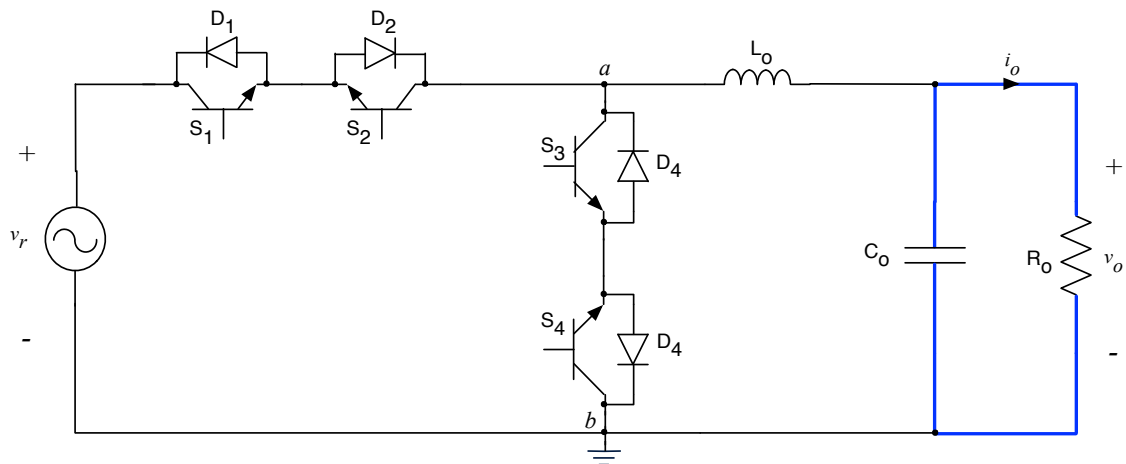 D1
D2
S1
S2
a
Lo
io
+
vr
-
S3
D4
S4
D4
b
Co
Ro
+
vo
-